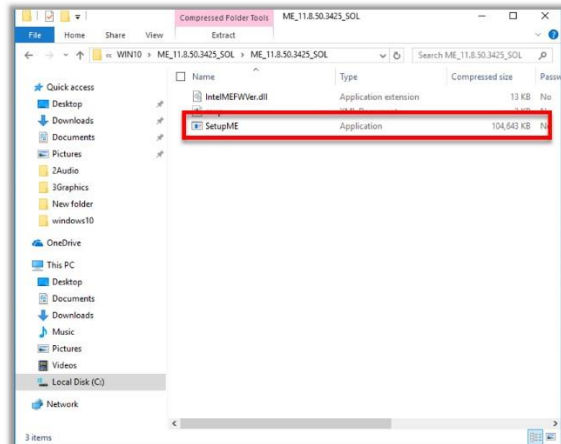 Compressed Folder Tools ME_11.8.50.3425_SOL
File Home Share View Extract
« WIN10 › ME_11.8.50.3425_SOL › ME_11.8.50.3425_SOL Search ME_11.8.50.3425_SOL
Name Type Compressed size Passw
Quick access
Desktop
Downloads
Documents
Pictures
2Audio
3Graphics
New folder
windows10
OneDrive
This PC
Desktop
Documents
Downloads
Music
Pictures
Videos
Local Disk (C:)
Network
IntelMEFWVer.dll Application extension 13 KB No
SetupME Application 104,643 KB No
3 items